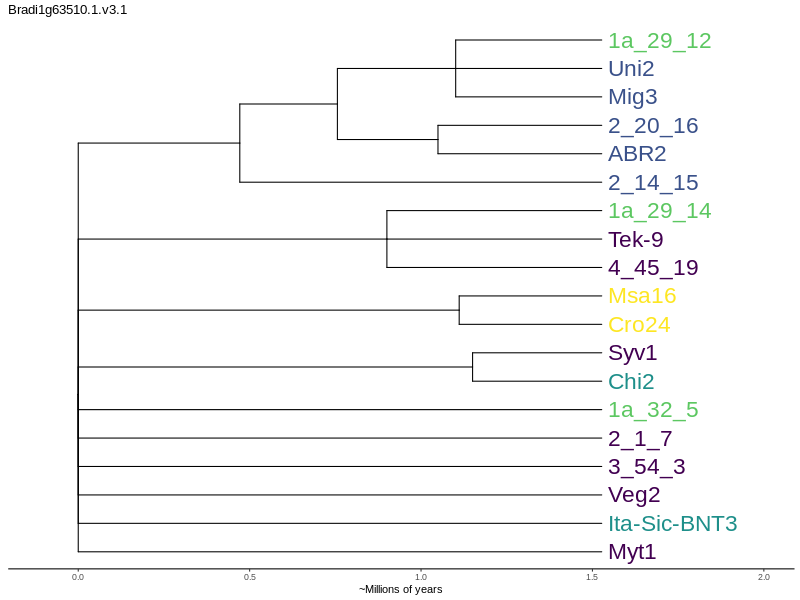 Bradi1g63510.1.v3.1
1a_29_12
Uni2
Mig3
2_20_16
ABR2
2_14_15
1a_29_14
Tek-9
4_45_19
Msa16
Cro24
Syv1
Chi2
1a_32_5
2_1_7
3_54_3
Veg2
Ita-Sic-BNT3
Myt1
0.0 0.5 1.0 1.5 2.0
~Millions of years